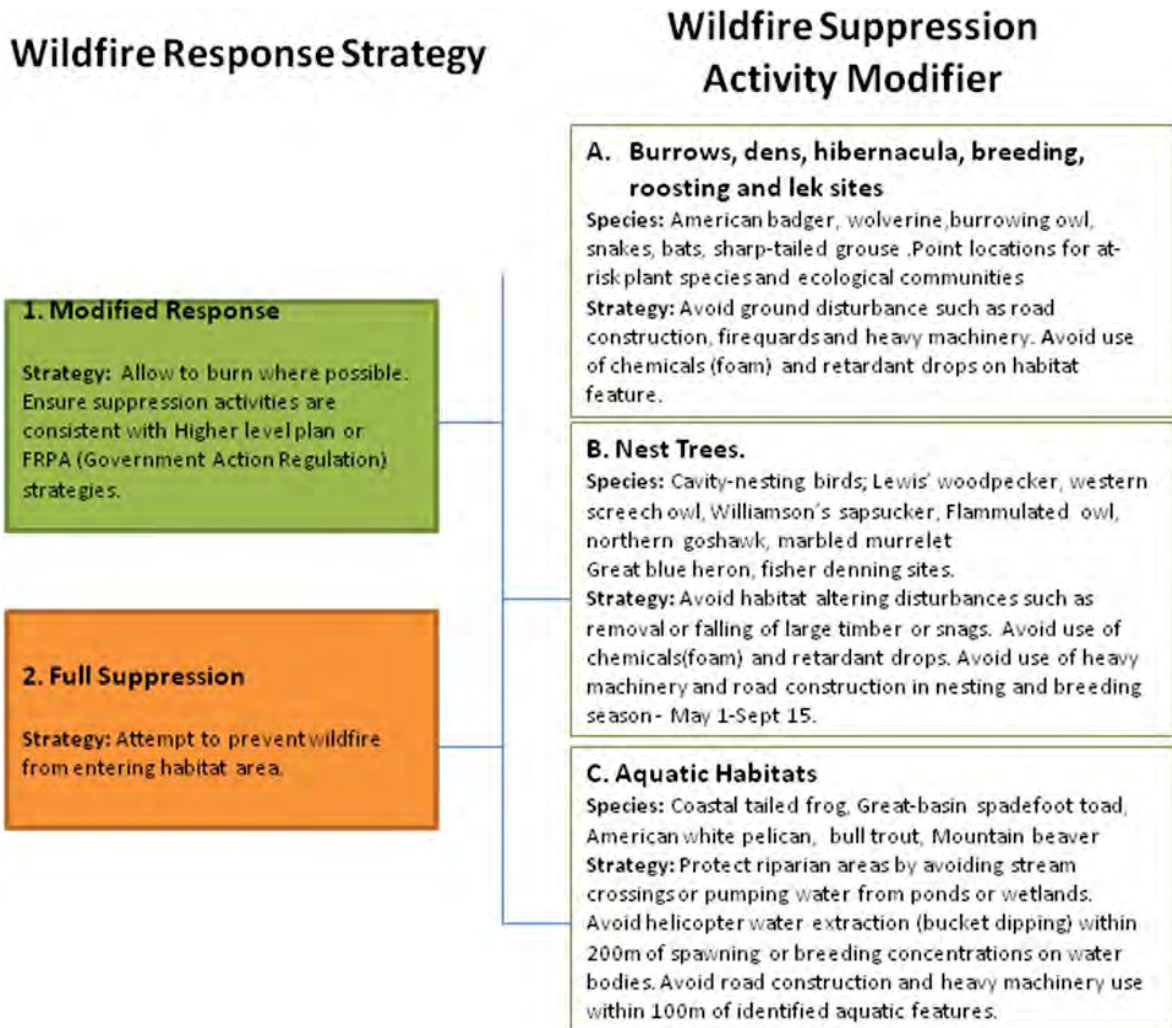 Wildfire Response Strategy
Wildfire Suppression
Activity Modifier
1. Modified Response
Strategy: Allow to burn where possible.
Ensure suppression activities are
consistent with Higher level plan or
FRPA (Government Action Regulation)
strategies.
2. Full Suppression
Strategy: Attempt to prevent wildfire
from entering habitat area.
A. Burrows, dens, hibernacula, breeding,
roosting and lek sites
Species: American badger, wolverine,burrowing owl,
snakes, bats, sharp-tailed grouse .Point locations for at-
risk plant species and ecological communities
Strategy: Avoid ground disturbance such as road
construction, fireguards and heavy machinery. Avoid use
of chemicals (foam) and retardant drops on habitat
feature.
B. Nest Trees.
Species: Cavity-nesting birds; Lewis' woodpecker, western
screech owl, Williamson's sapsucker, Flammulated owl,
northern goshawk, marbled murrelet
Great blue heron, fisher denning sites.
Strategy: Avoid habitat altering disturbances such as
removal or falling of large timber or snags. Avoid use of
chemicals(foam) and retardant drops. Avoid use of heavy
machinery and road construction in nesting and breeding
season- May 1-Sept 15.
C. Aquatic Habitats
Species: Coastal tailed frog, Great-basin spadefoot toad,
American white pelican, bull trout, Mountain beaver
Strategy: Protect riparian areas by avoiding stream
crossings or pumping water from ponds or wetlands.
Avoid helicopter water extraction (bucket dipping) within
200m of spawning or breeding concentrations on water
bodies. Avoid road construction and heavy machinery use
within 100m of identified aquatic features.